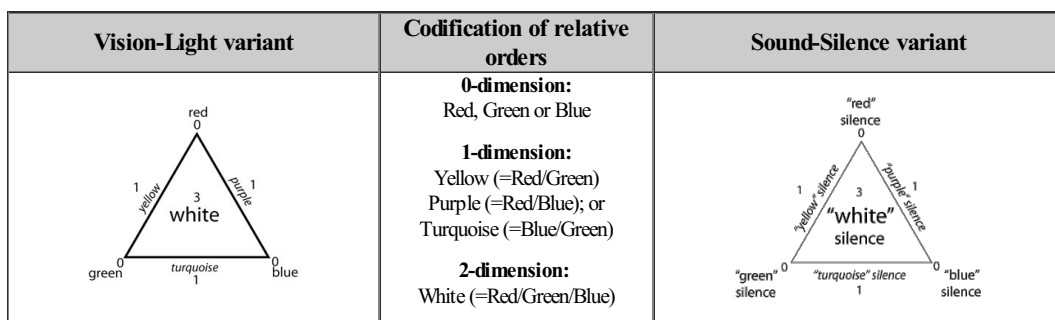 Vision-Light variant
Codification of relative
orders
Sound-Silence variant
red
0
1
yellow
1
purple
3
white
0
green
turquoise
1
0
blue
0-dimension:
Red, Green or Blue
1-dimension:
Yellow (=Red/Green)
Purple (=Red/Blue); or
Turquoise (=Blue/Green)
2-dimension:
White (=Red/Green/Blue)
"red"
silence
0
1
"yellow" silence
1
"purple" silence
3
"white"
silence
"green"
silence
0
"turquoise" silence
1
0
"blue"
silence